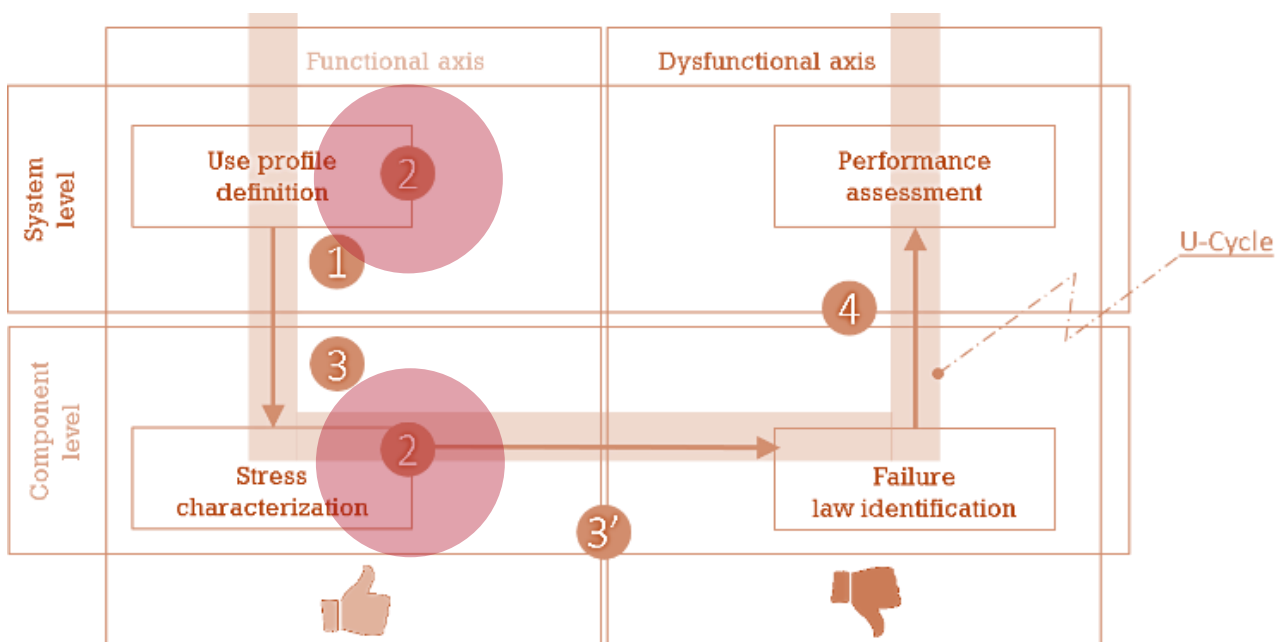 Functional axis
Dysfunctional axis
System
level
Use profile
definition
2
Performance
assessment
1
U-Cycle
4
3
Component
level
2
Stress
characterization
Failure
law identification
3’